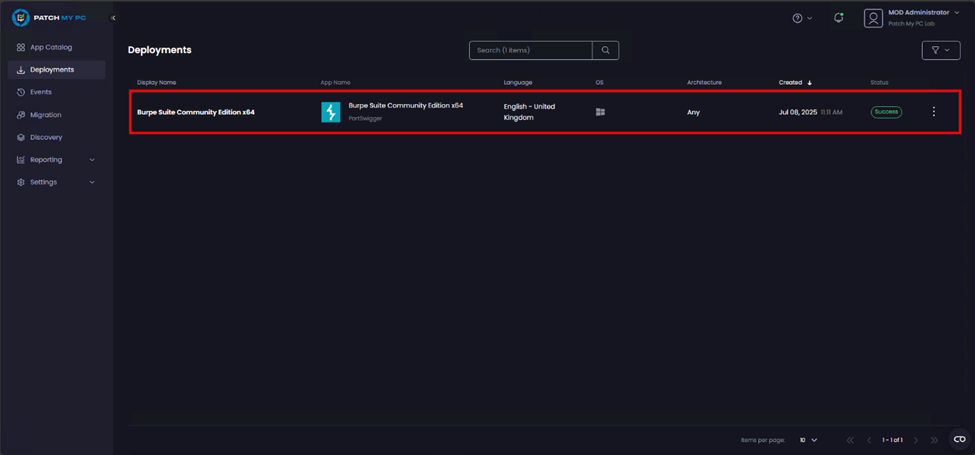 PATCH MY PC
MOD Administrator
Patch My PC Lab
App Catalog
Deployments
Events
Migration
Discovery
Reporting
Settings
Deployments
Search (1 items)
Display Name App Name Language OS Architecture Created Status
Burpe Suite Community Edition x64
Burpe Suite Community Edition x64
PortSwigger
English - United
Kingdom
Any
Jul 08, 2025 11:11 AM
Success
Items per page: 10
1 - 1 of 1